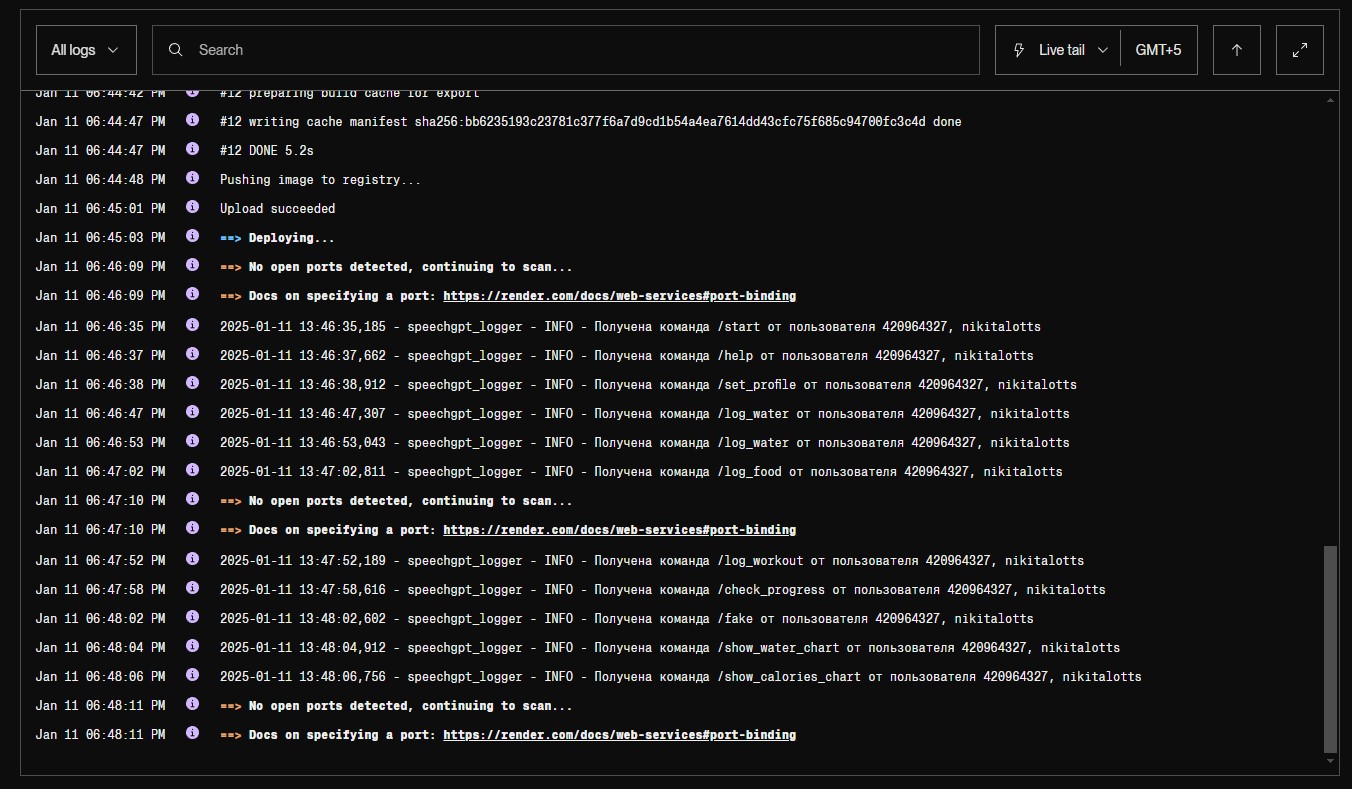 All logs
Search
Live tail
GMT+5
Jan 11 06:44:42 PM #12 preparing build cache for export
Jan 11 06:44:47 PM #12 writing cache manifest sha256:bb6235193c23781c377f6a7d9cd1b54a4ea7614dd43cfc75f685c94700fc3c4d done
Jan 11 06:44:47 PM #12 DONE 5.2s
Jan 11 06:44:48 PM Pushing image to registry...
Jan 11 06:45:01 PM Upload succeeded
Jan 11 06:45:03 PM ==> Deploying...
Jan 11 06:46:09 PM ==> No open ports detected, continuing to scan...
Jan 11 06:46:09 PM ==> Docs on specifying a port: https://render.com/docs/web-services#port-binding
Jan 11 06:46:35 PM 2025-01-11 13:46:35,185 - speechgpt_logger - INFO - Получена команда /start от пользователя 420964327, nikitalotts
Jan 11 06:46:37 PM 2025-01-11 13:46:37,662 - speechgpt_logger - INFO - Получена команда /help от пользователя 420964327, nikitalotts
Jan 11 06:46:38 PM 2025-01-11 13:46:38,912 - speechgpt_logger - INFO - Получена команда /set_profile от пользователя 420964327, nikitalotts
Jan 11 06:46:47 PM 2025-01-11 13:46:47,307 - speechgpt_logger - INFO - Получена команда /log_water от пользователя 420964327, nikitalotts
Jan 11 06:46:53 PM 2025-01-11 13:46:53,043 - speechgpt_logger - INFO - Получена команда /log_water от пользователя 420964327, nikitalotts
Jan 11 06:47:02 PM 2025-01-11 13:47:02,811 - speechgpt_logger - INFO - Получена команда /log_food от пользователя 420964327, nikitalotts
Jan 11 06:47:10 PM ==> No open ports detected, continuing to scan...
Jan 11 06:47:10 PM ==> Docs on specifying a port: https://render.com/docs/web-services#port-binding
Jan 11 06:47:52 PM 2025-01-11 13:47:52,189 - speechgpt_logger - INFO - Получена команда /log_workout от пользователя 420964327, nikitalotts
Jan 11 06:47:58 PM 2025-01-11 13:47:58,616 - speechgpt_logger - INFO - Получена команда /check_progress от пользователя 420964327, nikitalotts
Jan 11 06:48:02 PM 2025-01-11 13:48:02,602 - speechgpt_logger - INFO - Получена команда /fake от пользователя 420964327, nikitalotts
Jan 11 06:48:04 PM 2025-01-11 13:48:04,912 - speechgpt_logger - INFO - Получена команда /show_water_chart от пользователя 420964327, nikitalotts
Jan 11 06:48:06 PM 2025-01-11 13:48:06,756 - speechgpt_logger - INFO - Получена команда /show_calories_chart от пользователя 420964327, nikitalotts
Jan 11 06:48:11 PM ==> No open ports detected, continuing to scan...
Jan 11 06:48:11 PM ==> Docs on specifying a port: https://render.com/docs/web-services#port-binding